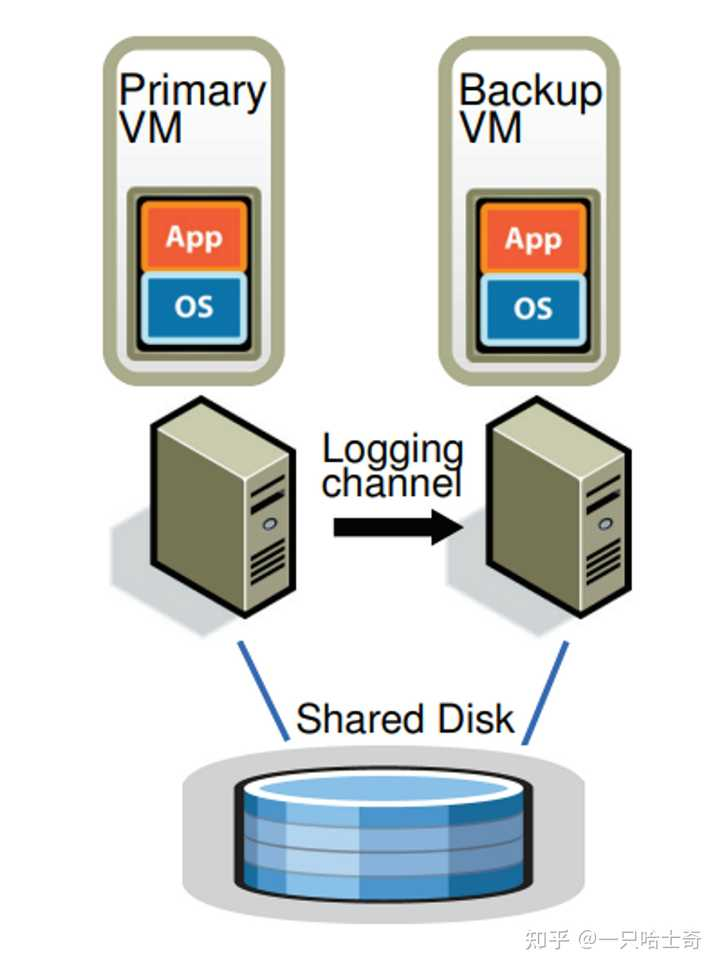 Primary
VM
Backup
VM
App
OS
App
OS
Logging
channel
Shared Disk
知乎 @一只哈士奇